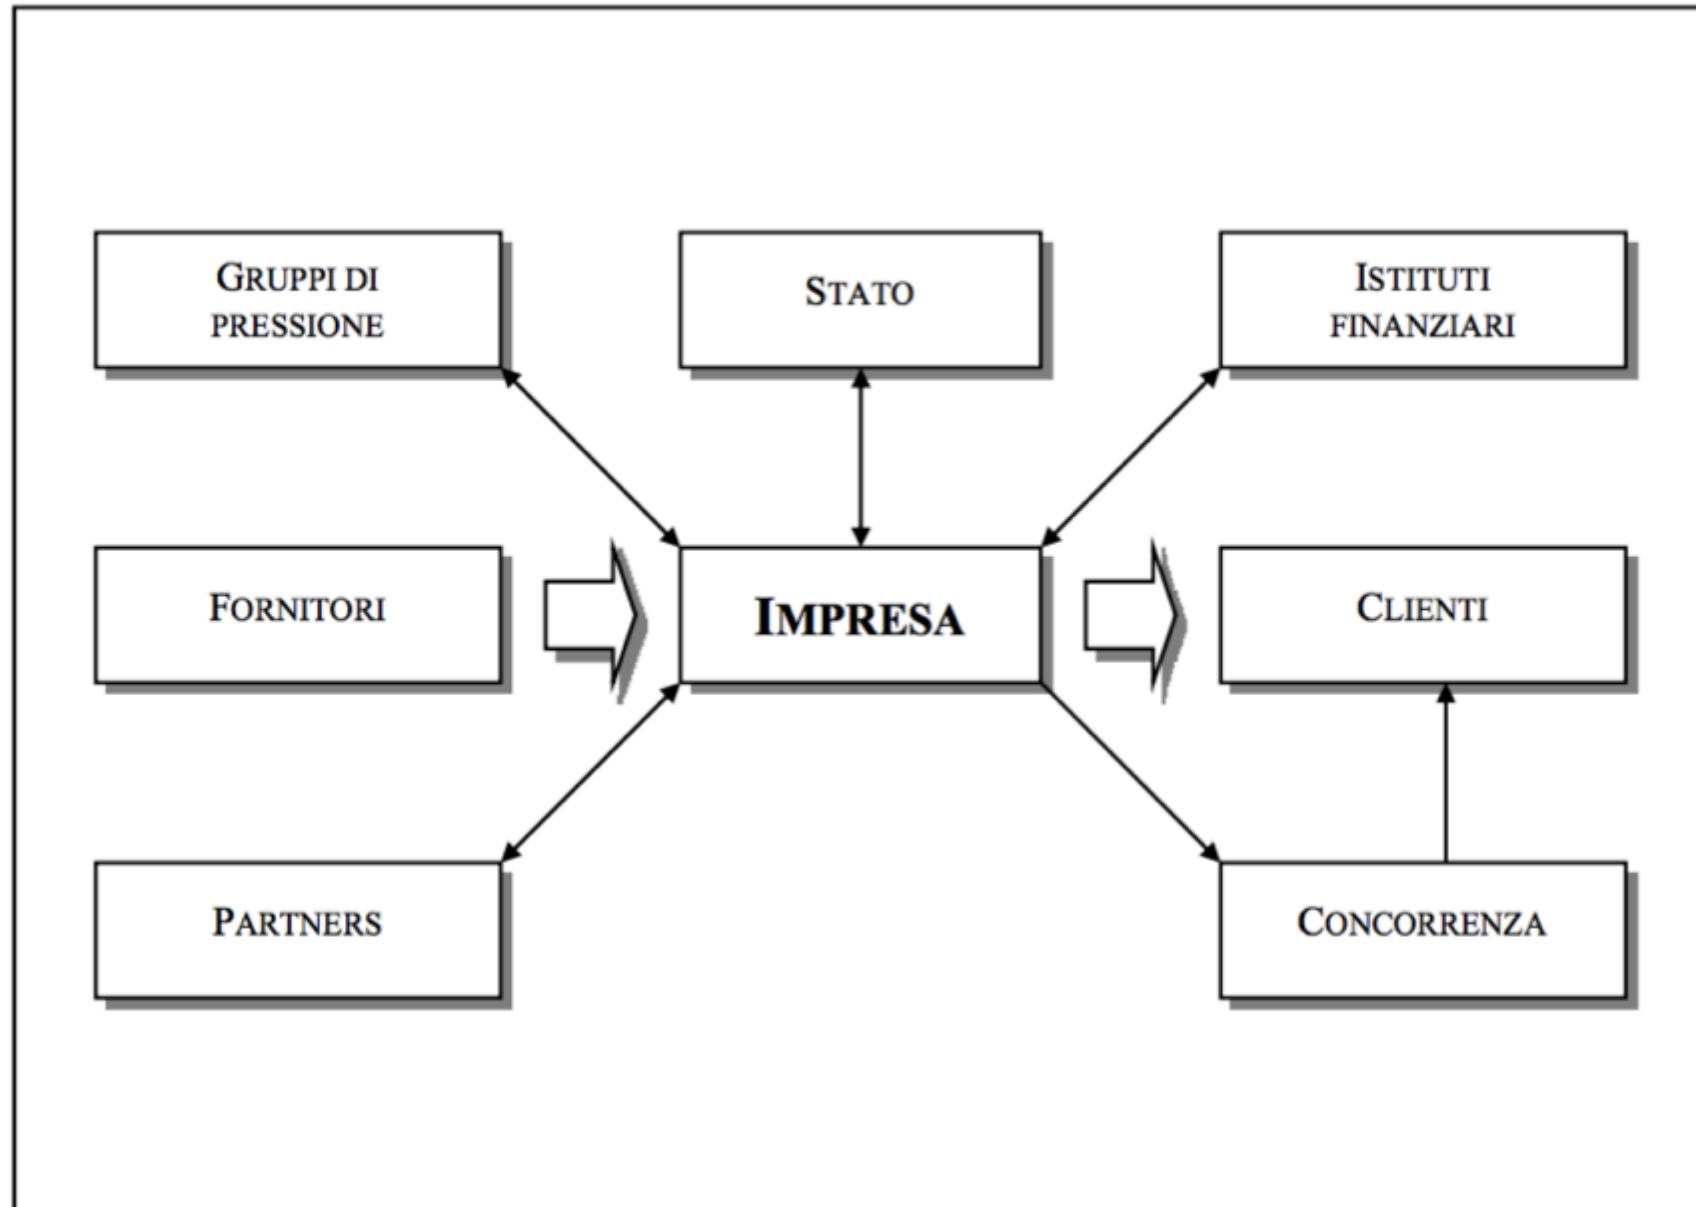 GRUPPI DI
PRESSIONE
STATO
ISTITUTI
FINANZIARI
FORNITORI
IMPRESA
CLIENTI
PARTNERS
CONCORRENZA